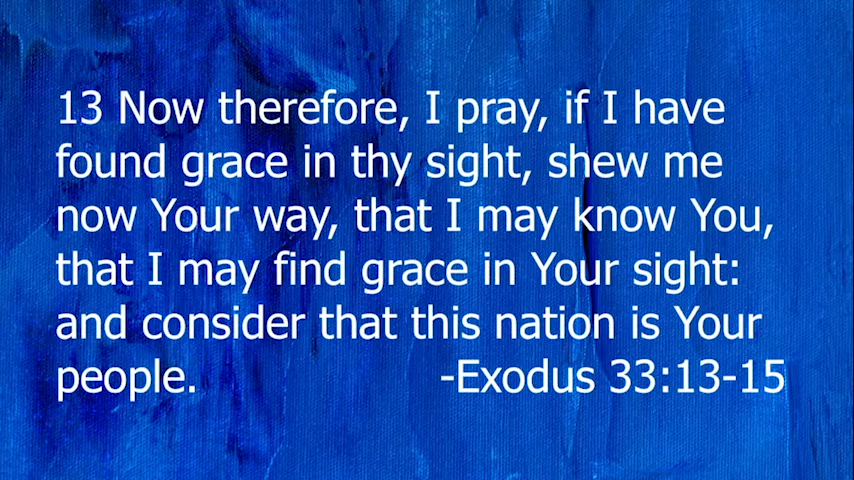 13 Now therefore, I pray, if I have
found grace in thy sight, shew me
now Your way, that I may know You,
that I may find grace in Your sight:
and consider that this nation is Your
people. -Exodus 33:13-15